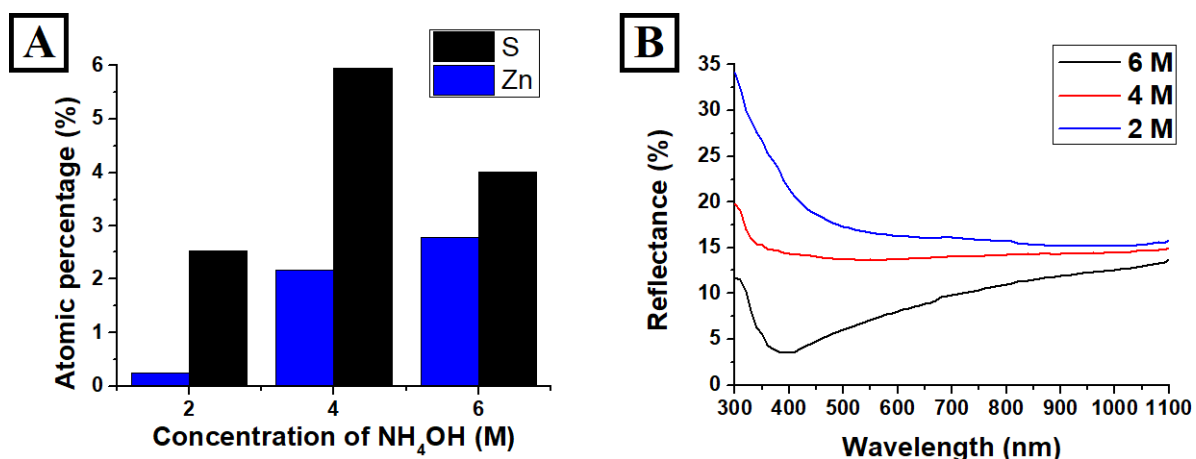 A
S
Zn
6
5
4
3
2
1
0
Atomic percentage (%)
2 4 6
Concentration of NH₄OH (M)
B
6 M
4 M
2 M
35
30
25
20
15
10
5
0
Reflectance (%)
300 400 500 600 700 800 900 1000 1100
Wavelength (nm)